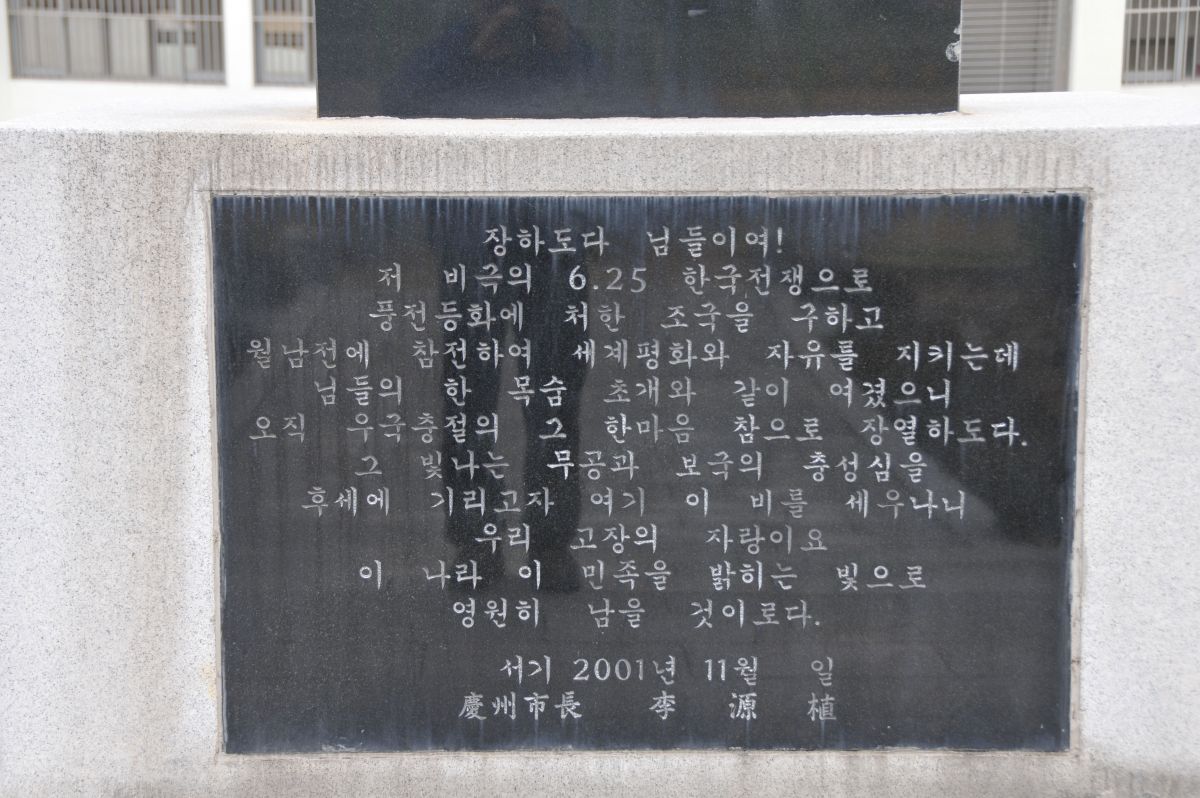 장하도다 님들이여!
저 비극의 6.25 한국전쟁으로
풍전등화에 처한 조국을 구하고
월남전에 참전하여 세계평화와 자유를 지키는데
님들의 한 목숨 초개와 같이 여겼으니
오직 우국충절의 그 한마음 참으로 장열하도다.
그 빛나는 무공과 보국의 충성심을
후세에 기리고자 여기 이 비를 세우나니
우리 고장의 자랑이요
이 나라 이 민족을 밝히는 빛으로
영원히 남을 것이로다.
서기 2001년 11월 일
慶州市長 李源植